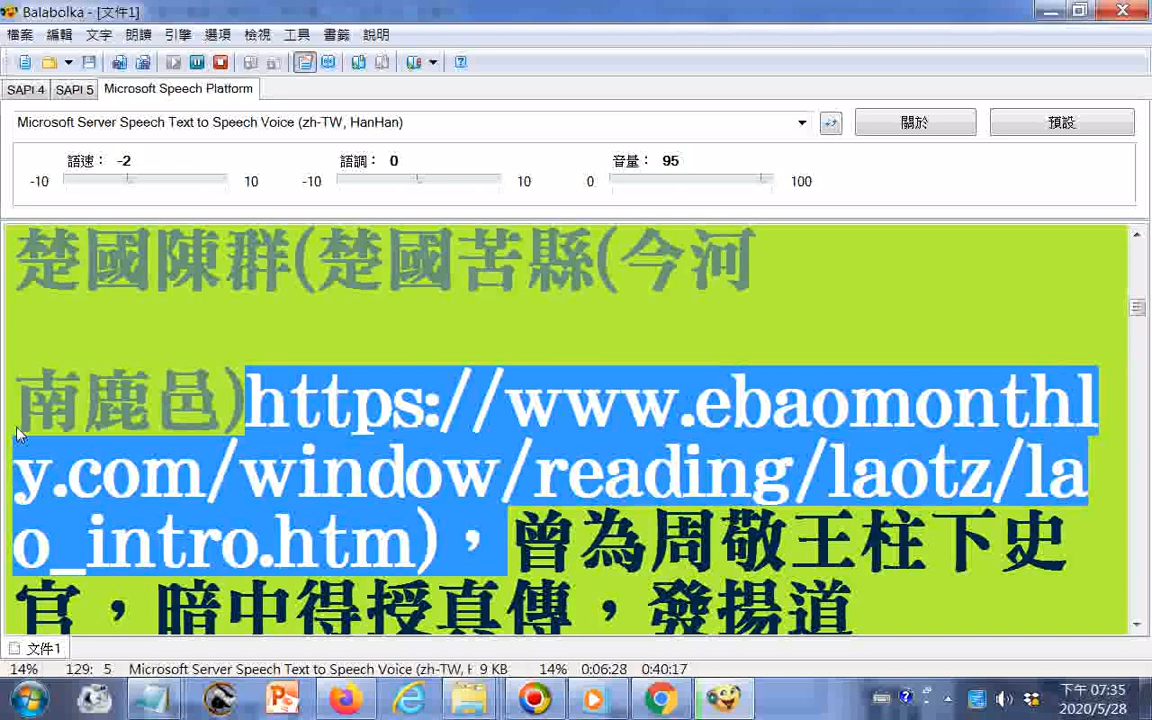 Balabolka - [文件1]
檔案 編輯 文字 朗讀 引擎 選項 檢視 工具 書籤 說明
SAPI 4 SAPI 5 Microsoft Speech Platform
Microsoft Server Speech Text to Speech Voice (zh-TW, HanHan) 關於 預設
語速： -2 語調： 0 音量： 95
-10 10 -10 10 0 100
楚國陳群(楚國苦縣(今河
南鹿邑)https://www.ebaomonthl
y.com/window/reading/laotz/la
o_intro.htm)，曾為周敬王柱下史
官，暗中得授真傳，發揚道
文件1
14% 129: 5 Microsoft Server Speech Text to Speech Voice (zh-TW, 9 KB 14% 0:06:28 0:40:17
下午 07:35
2020/5/28